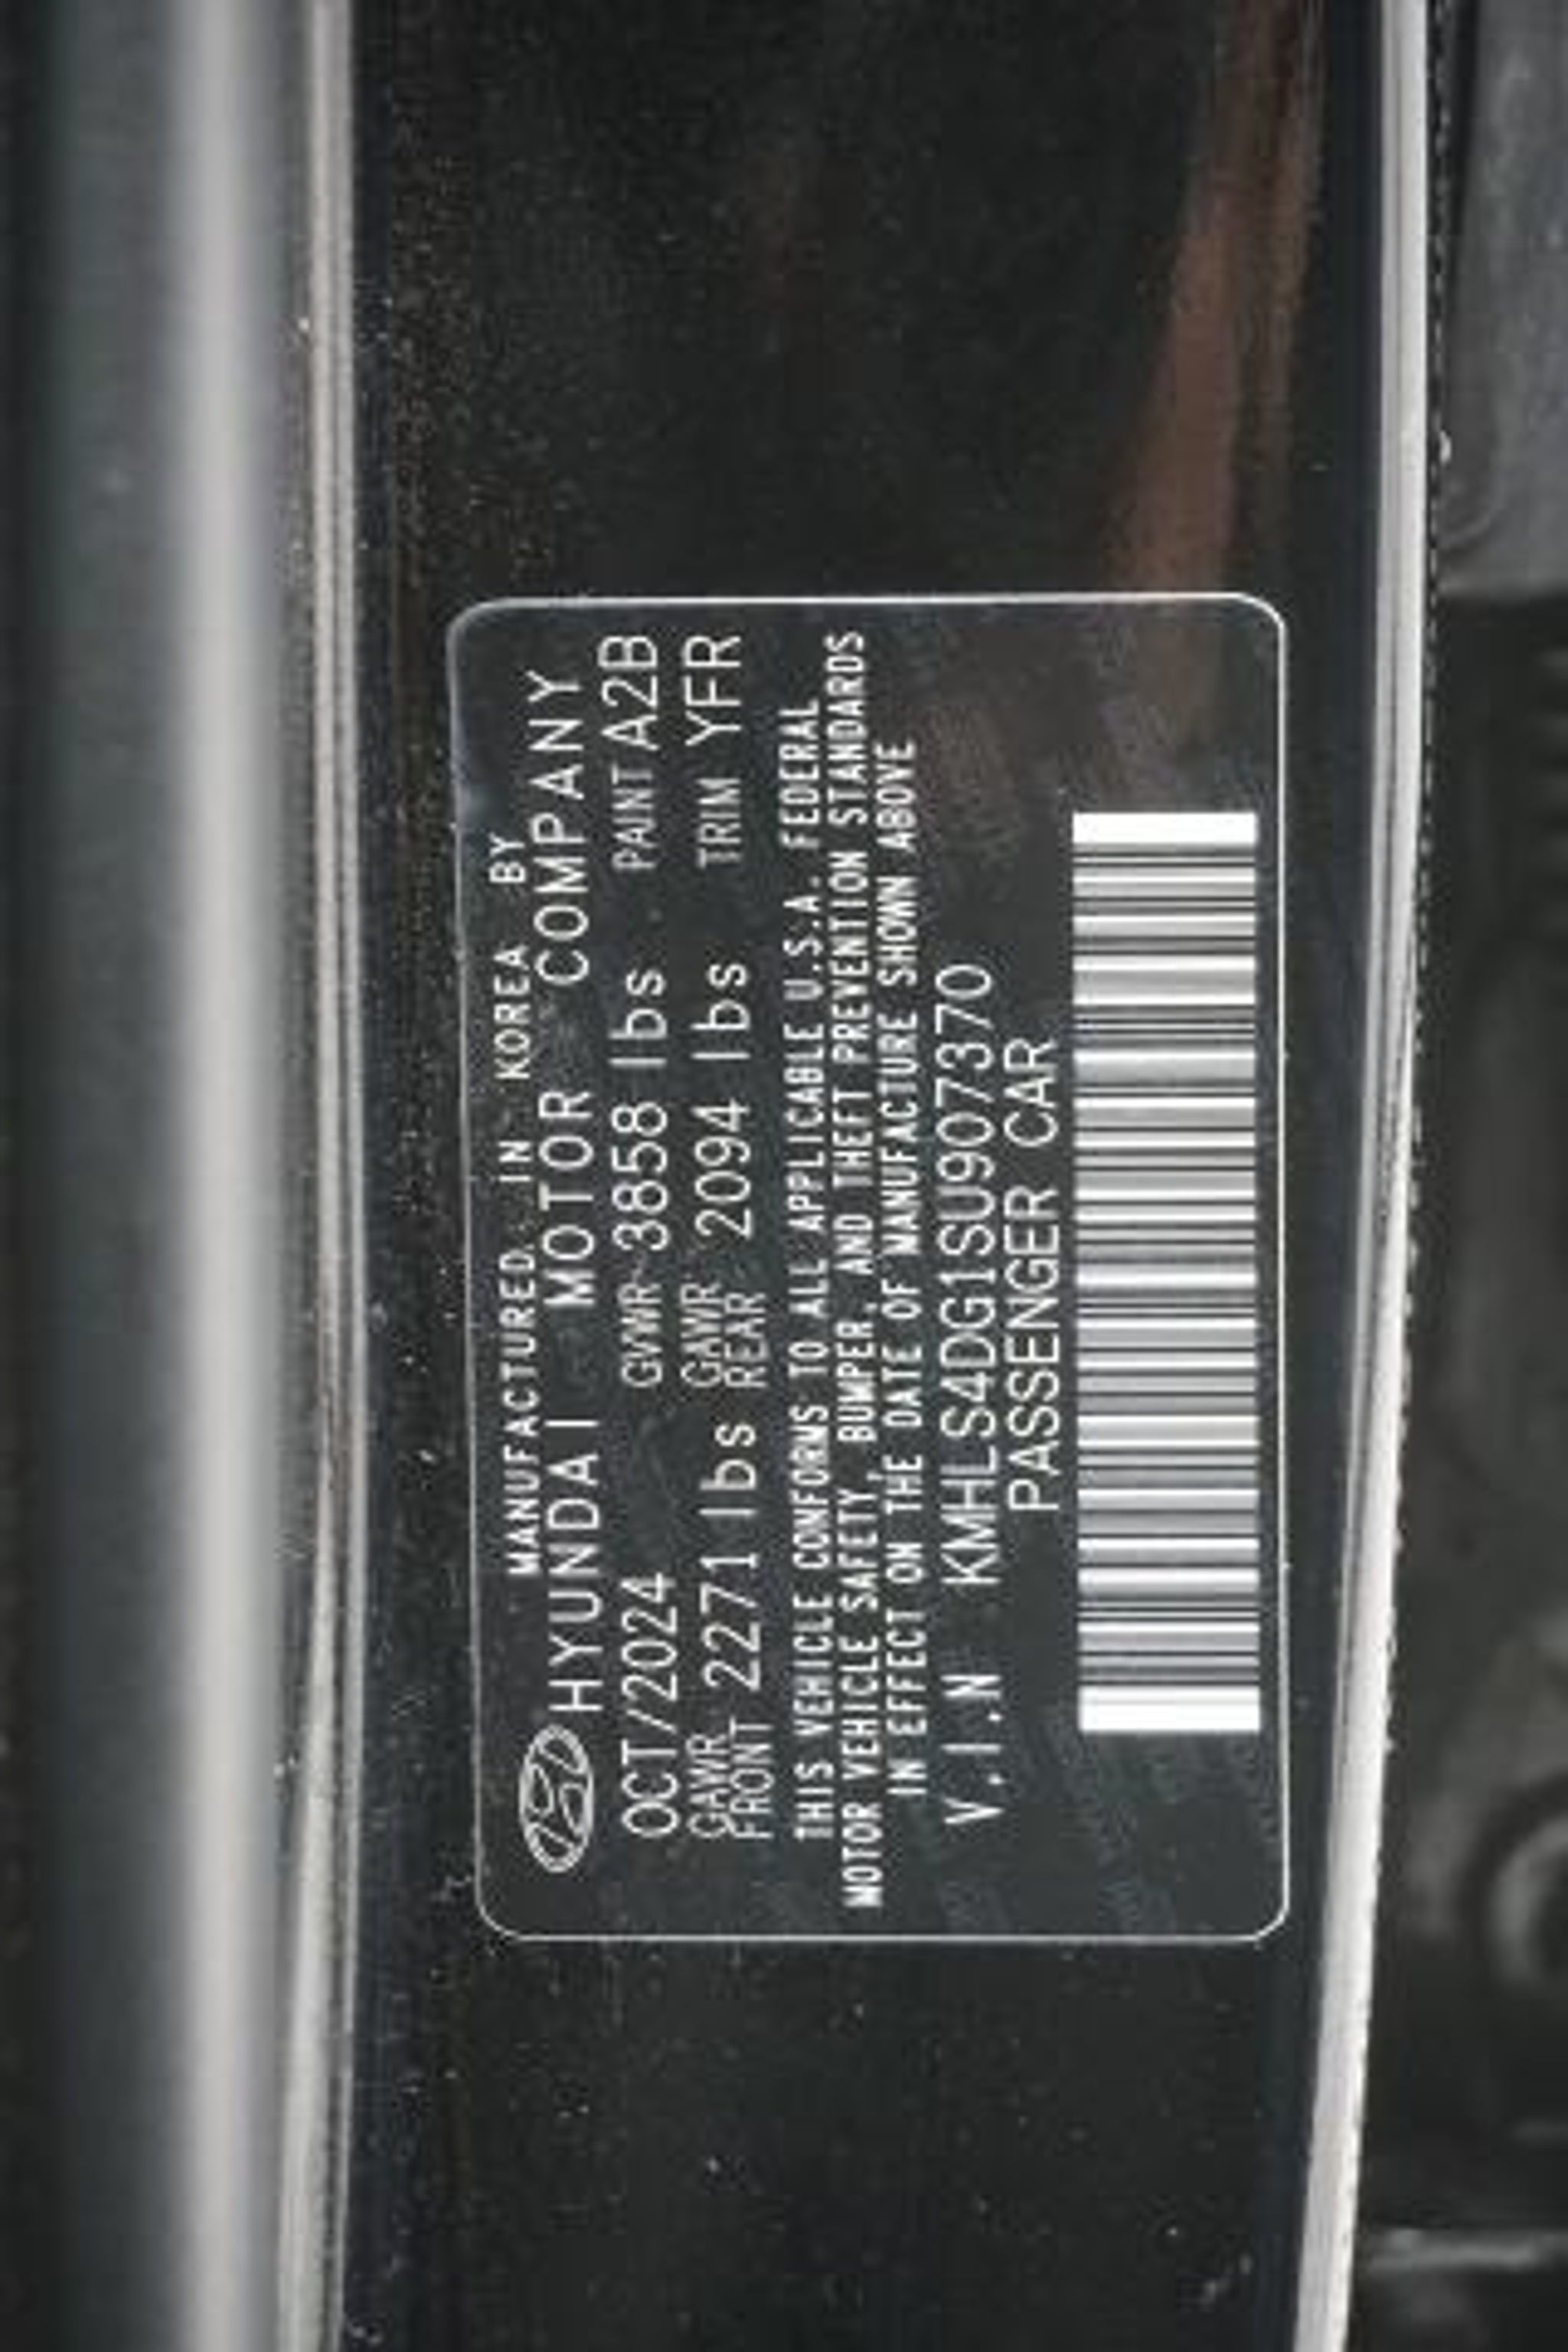 MANUFACTURED IN KOREA BY
HYUNDAI MOTOR COMPANY
OCT/2024 GVWR 3858 lbs PAINT A2B
GAWR FRONT 2271 lbs GAWR REAR 2094 lbs TRIM YFR
THIS VEHICLE CONFORMS TO ALL APPLICABLE U.S.A. FEDERAL
MOTOR VEHICLE SAFETY, BUMPER, AND THEFT PREVENTION STANDARDS
IN EFFECT ON THE DATE OF MANUFACTURE SHOWN ABOVE
V.I.N KMHLS4DG1SU907370
PASSENGER CAR